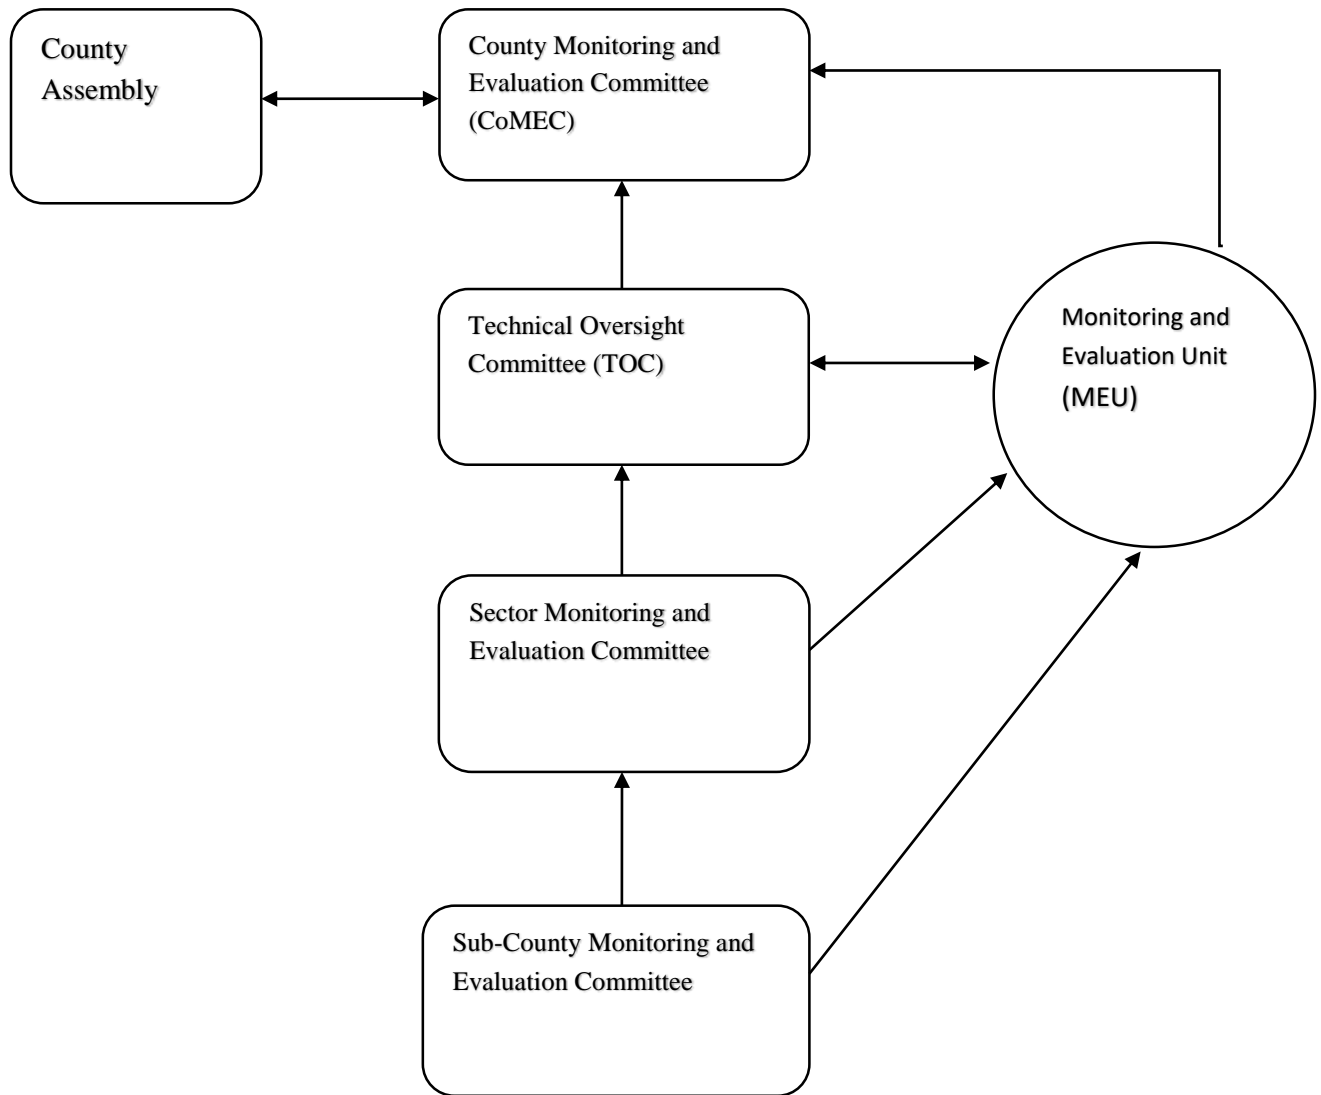 County
Assembly
County Monitoring and
Evaluation Committee
(CoMEC)
Technical Oversight
Committee (TOC)
Monitoring and
Evaluation Unit
(MEU)
Sector Monitoring and
Evaluation Committee
Sub-County Monitoring and
Evaluation Committee